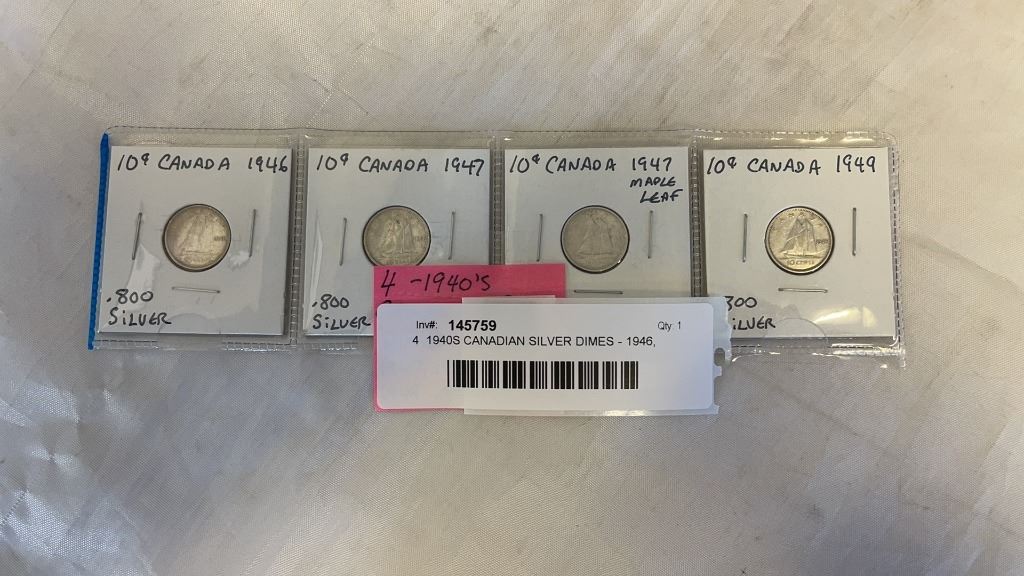 10¢ CANADA 1946
.800
SILVER
10¢ CANADA 1947
.800
SILVER
10¢ CANADA 1947
MAPLE
LEAF
10¢ CANADA 1949
800
SILVER
4 - 1940'S
Inv#: 145759 Qty: 1
4 1940S CANADIAN SILVER DIMES - 1946,